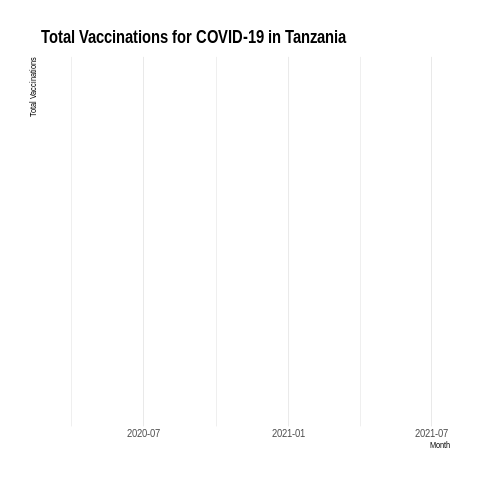 Total Vaccinations for COVID-19 in Tanzania
Total Vaccinations
2020-07 2021-01 2021-07
Month